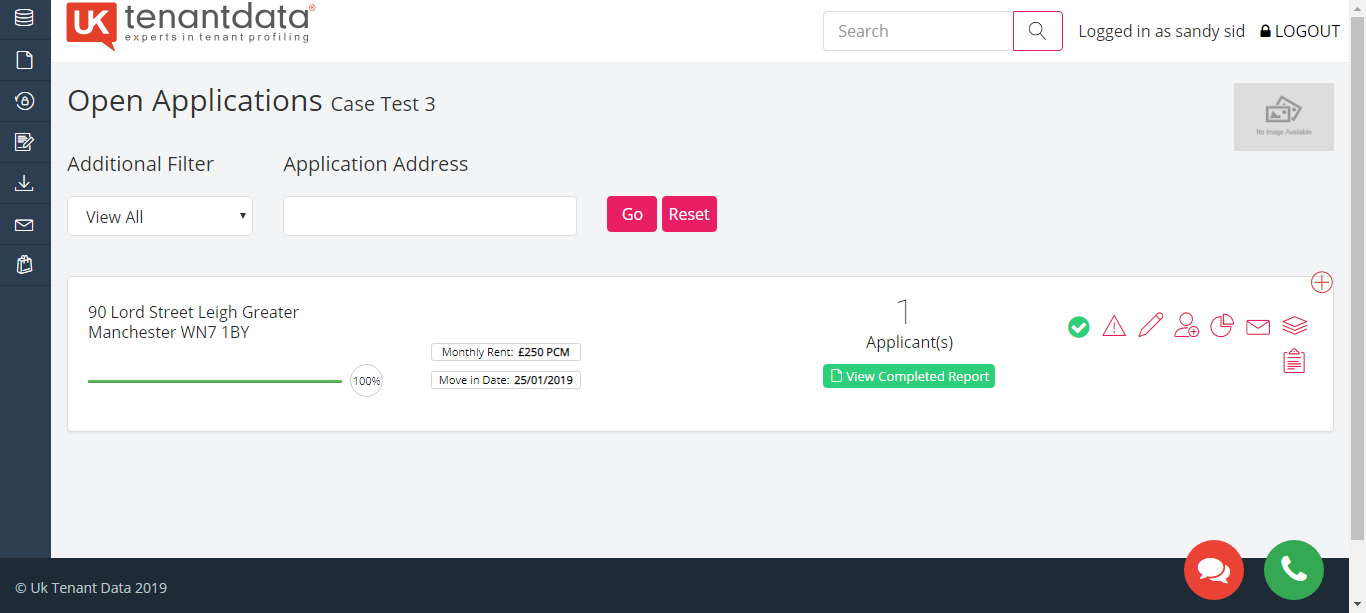 UK tenantdata®
experts in tenant profiling
Search
Logged in as sandy sid
LOGOUT
Open Applications Case Test 3
No Image Available
Additional Filter
Application Address
View All
Go
Reset
90 Lord Street Leigh Greater
Manchester WN7 1BY
100%
Monthly Rent: £250 PCM
Move in Date: 25/01/2019
1
Applicant(s)
View Completed Report
© Uk Tenant Data 2019